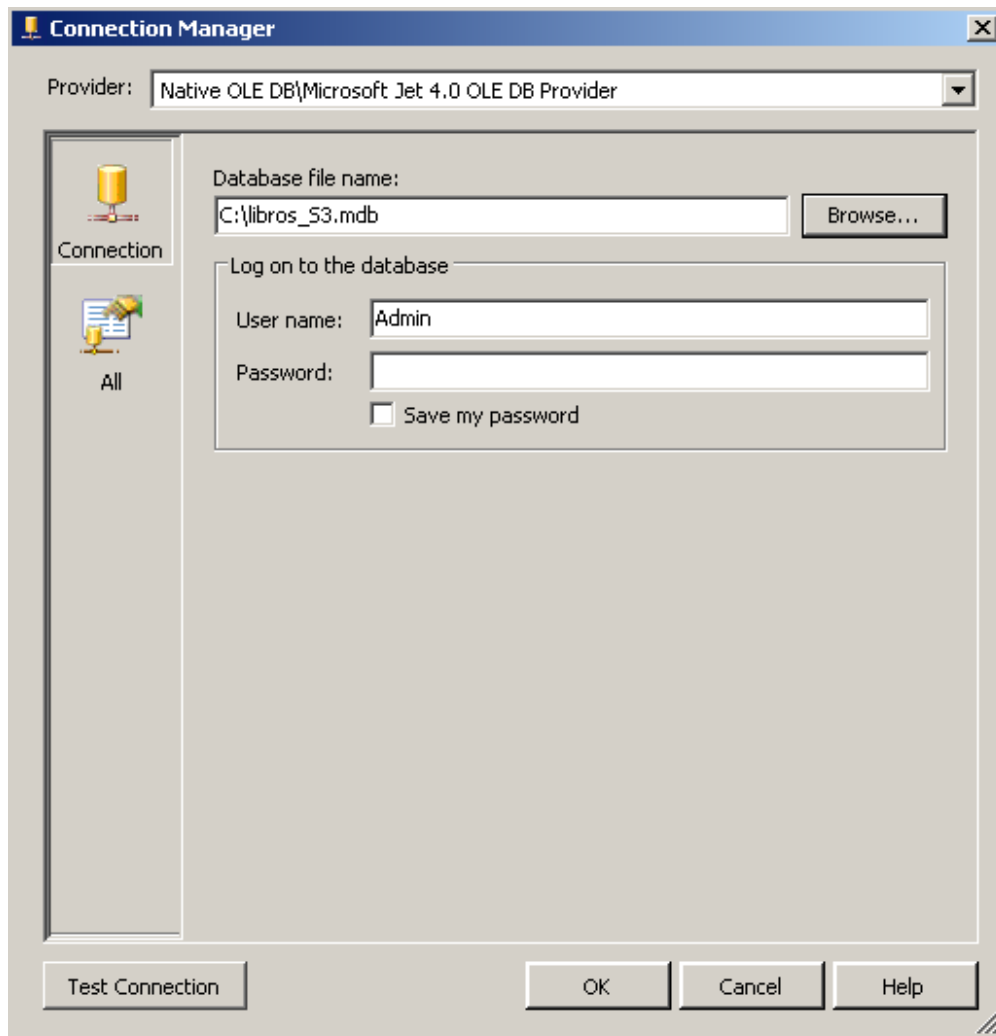 Connection Manager
Provider: Native OLE DB\Microsoft Jet 4.0 OLE DB Provider
Connection
All
Database file name:
C:\libros_S3.mdb Browse...
Log on to the database
User name: Admin
Password:
Save my password
Test Connection OK Cancel Help